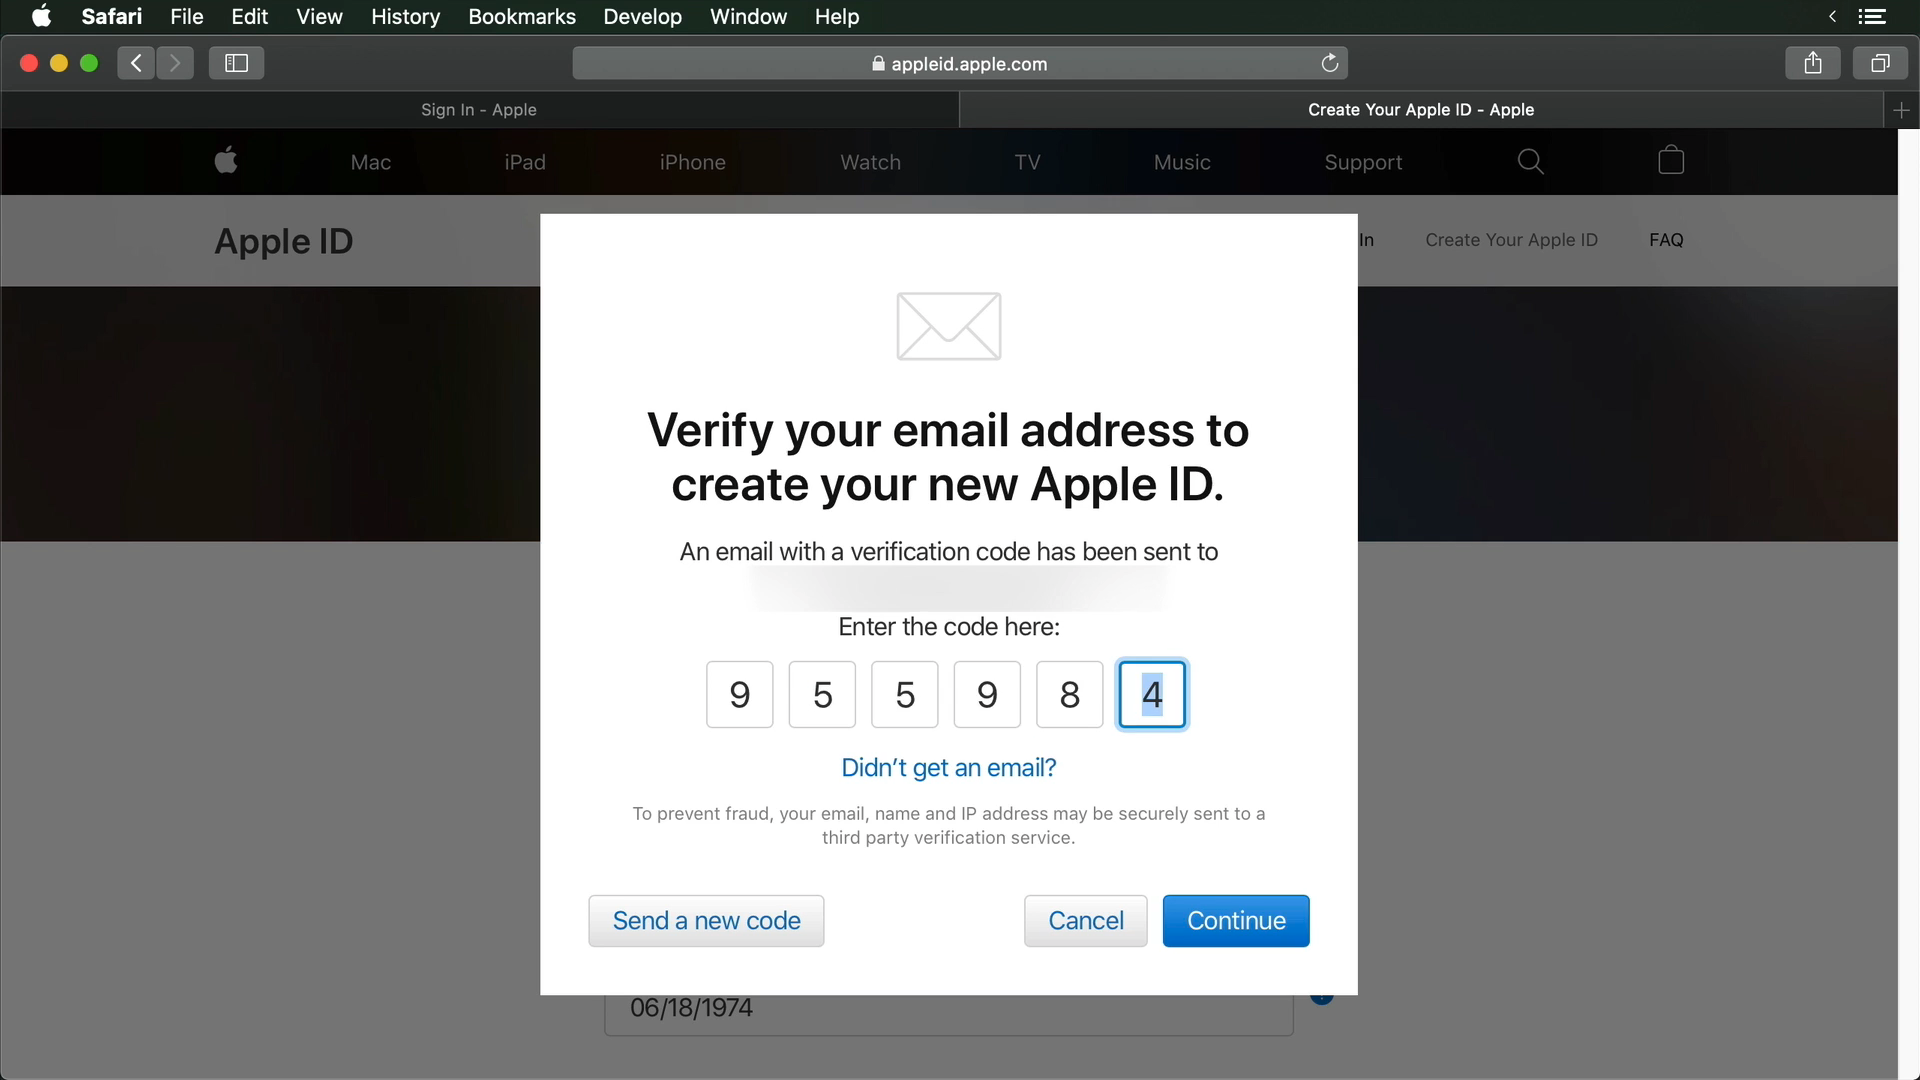 Safari File Edit View History Bookmarks Develop Window Help
appleid.apple.com
Sign In - Apple
Create Your Apple ID - Apple
Mac iPad iPhone Watch TV Music Support
Apple ID
In Create Your Apple ID FAQ
Verify your email address to
create your new Apple ID.
An email with a verification code has been sent to
Enter the code here:
9 5 5 9 8 4
Didn’t get an email?
To prevent fraud, your email, name and IP address may be securely sent to a
third party verification service.
Send a new code Cancel Continue
06/18/1974